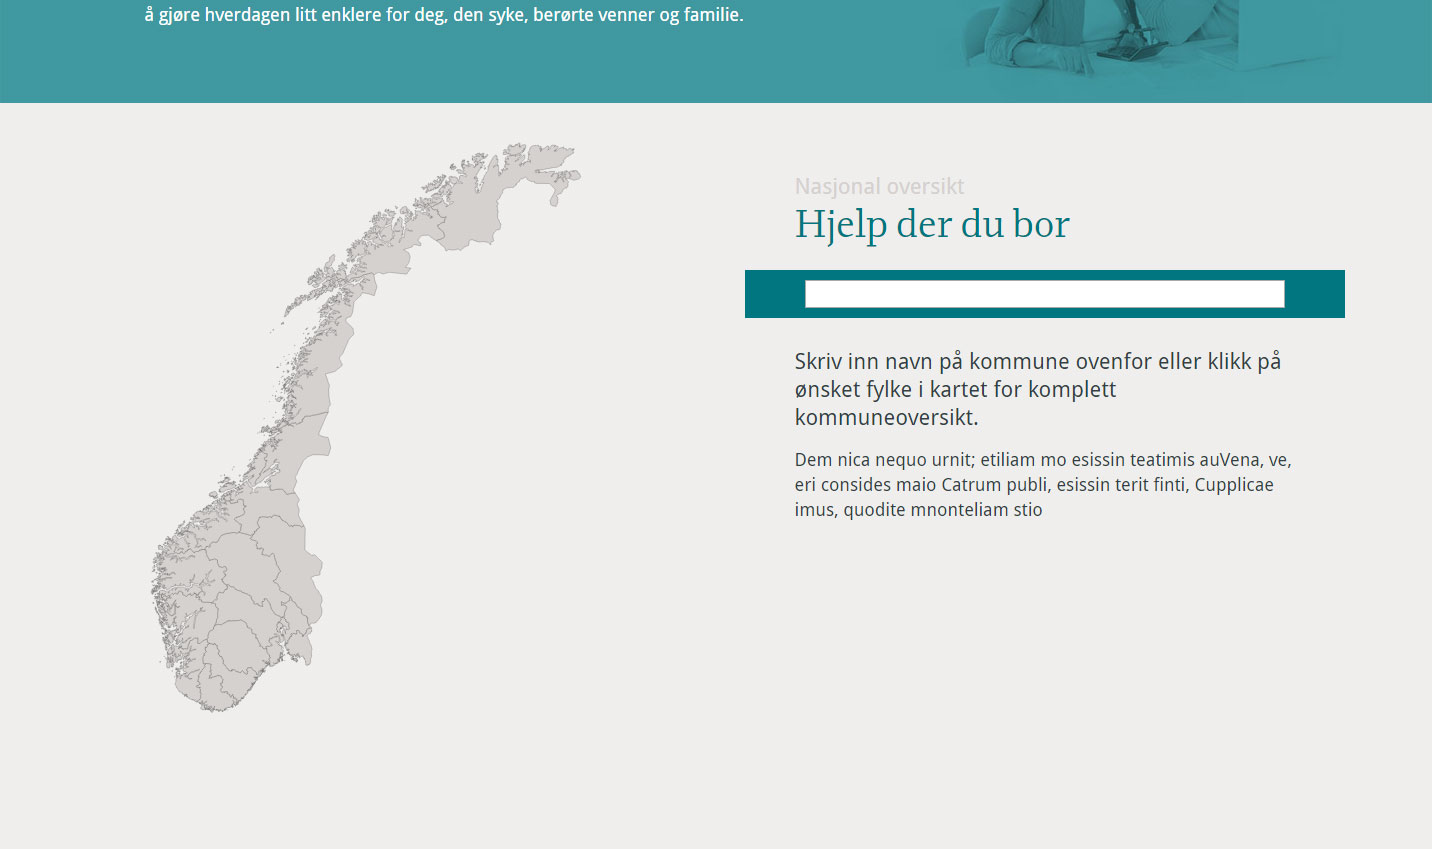 å gjøre hverdagen litt enklere for deg, den syke, berørte venner og familie.
Nasjonal oversikt
Hjelp der du bor
Skriv inn navn på kommune ovenfor eller klikk på
ønsket fylke i kartet for komplett
kommuneoversikt.
Dem nica nequo urnit; etiliam mo esissin teatimis auVena, ve,
eri consides maio Catrum publi, esissin terit finti, Cupplicae
imus, quodite mnonteliam stio